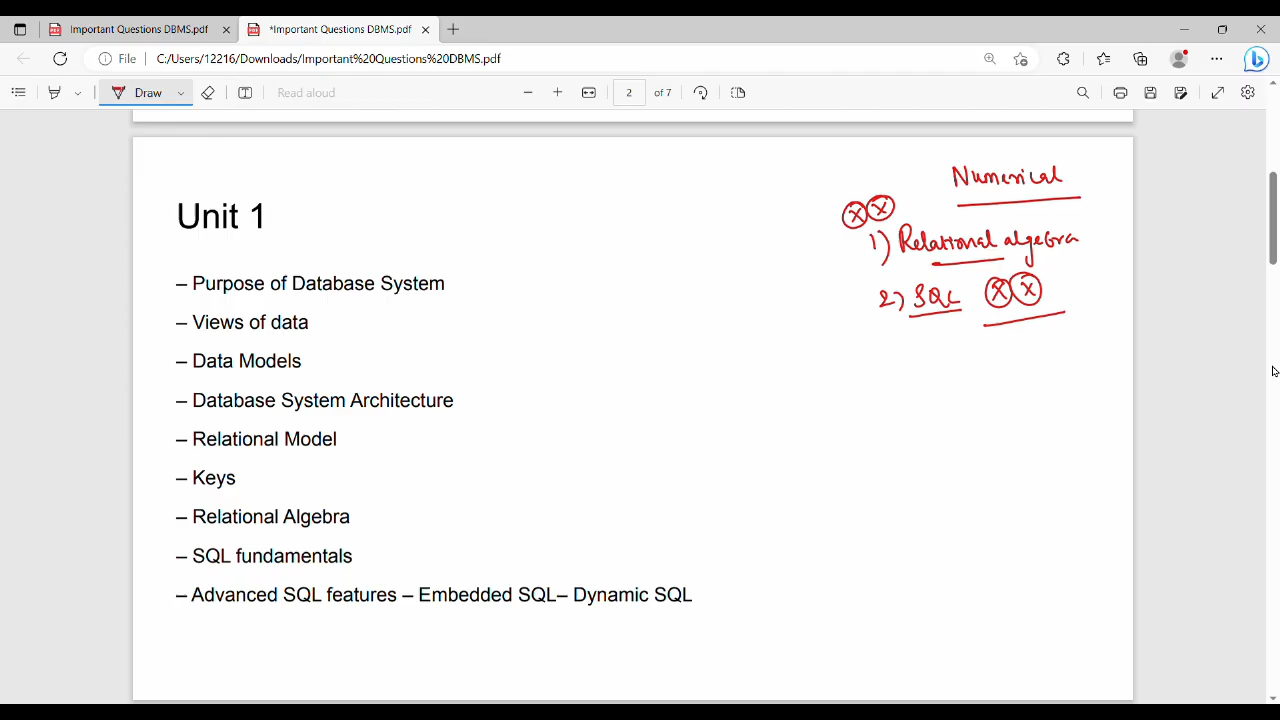 Important Questions DBMS.pdf
*Important Questions DBMS.pdf
File
C:/Users/12216/Downloads/Important%20Questions%20DBMS.pdf
Draw
Read aloud
2
of 7
Numerical
Unit 1
1) Relational algebra
2) SQL
– Purpose of Database System
– Views of data
– Data Models
– Database System Architecture
– Relational Model
– Keys
– Relational Algebra
– SQL fundamentals
– Advanced SQL features – Embedded SQL– Dynamic SQL